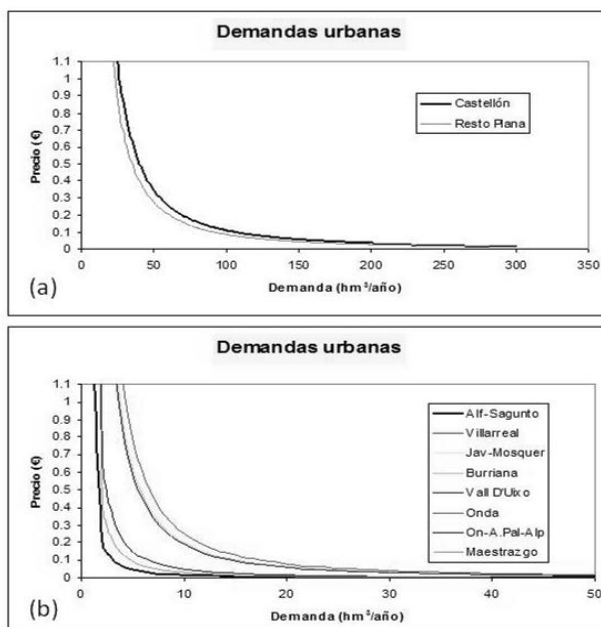 Demandas urbanas
1.1
1
0.9
0.8
0.7
0.6
0.5
0.4
0.3
0.2
0.1
0
Precio (€)
Castellón
Resto Plana
0 50 100 150 200 250 300 350
(a)
Demanda (hm³/año)
Demandas urbanas
1.1
1
0.9
0.8
0.7
0.6
0.5
0.4
0.3
0.2
0.1
0
Precio (€)
Alf-Sagunto
Villarreal
Jav-Mosquer
Burriana
Vall D'Uixo
Onda
On-A.Pal-Alp
Maestrazgo
0 10 20 30 40 50
(b)
Demanda (hm³/año)